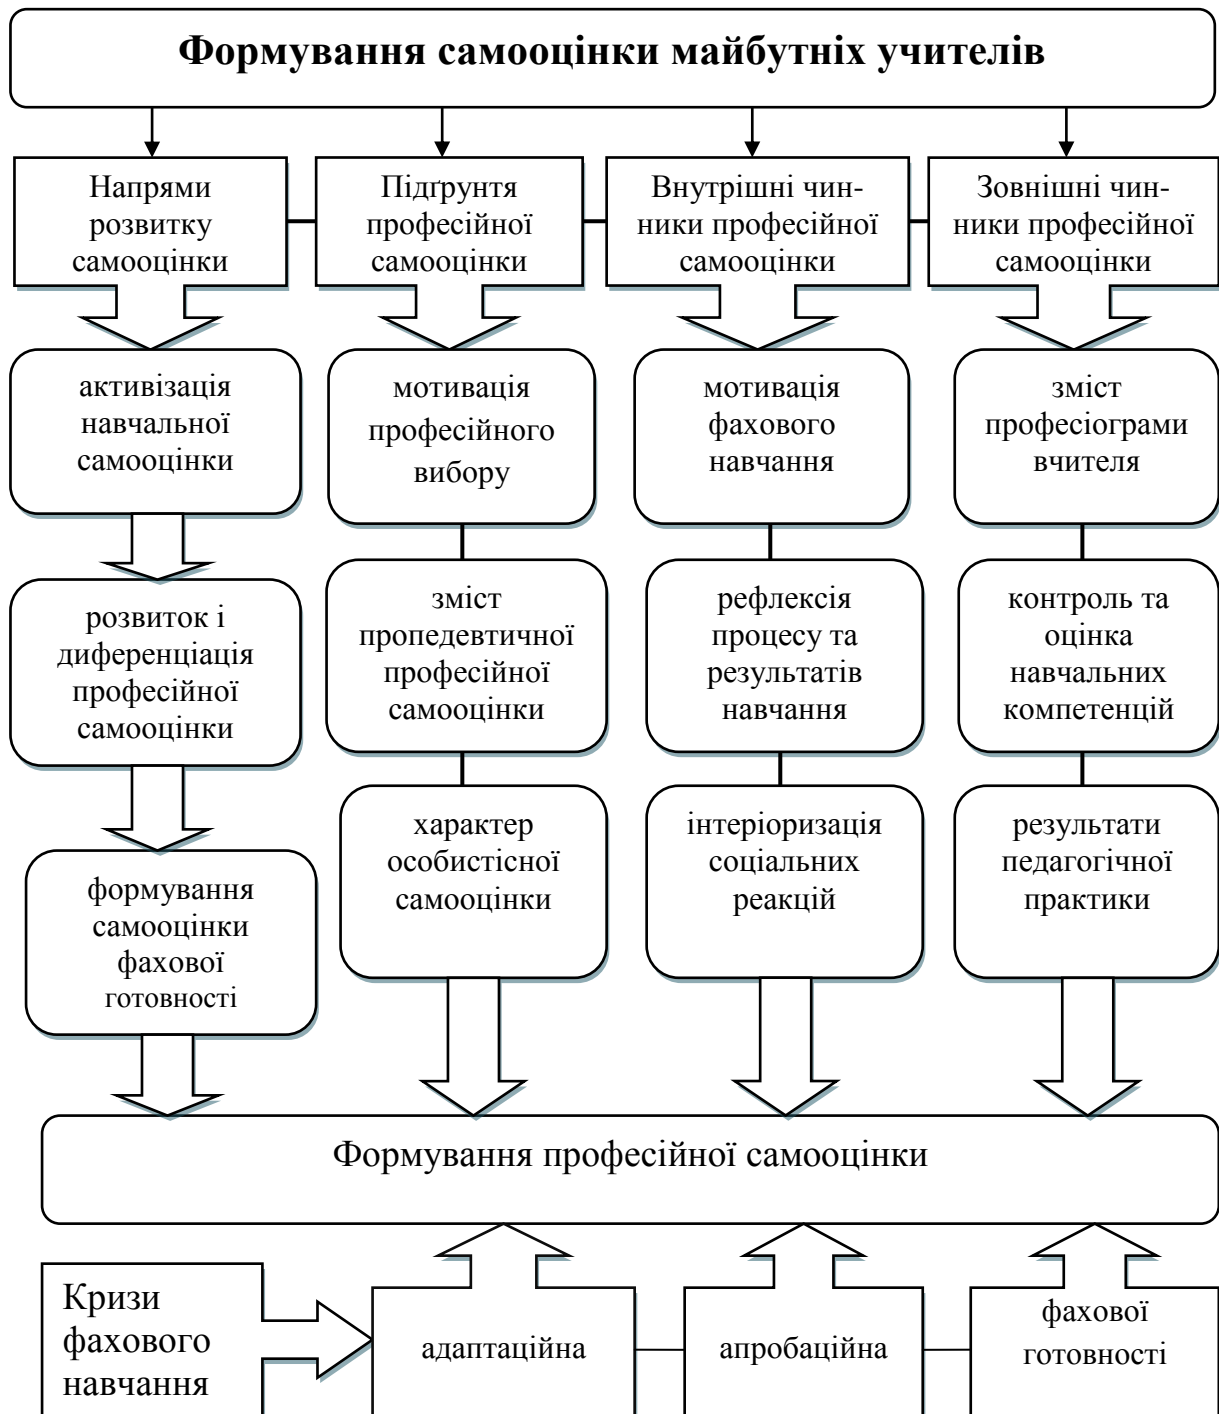 Формування самооцінки майбутніх учителів
Напрями
розвитку
самооцінки
Підґрунтя
професійної
самооцінки
Внутрішні чин-
ники професійної
самооцінки
Зовнішні чин-
ники професійної
самооцінки
активізація
навчальної
самооцінки
мотивація
професійного
вибору
мотивація
фахового
навчання
зміст
професіограми
вчителя
розвиток і
диференціація
професійної
самооцінки
зміст
пропедевтичної
професійної
самооцінки
рефлексія
процесу та
результатів
навчання
контроль та
оцінка
навчальних
компетенцій
формування
самооцінки
фахової
готовності
характер
особистісної
самооцінки
інтеріоризація
соціальних
реакцій
результати
педагогічної
практики
Формування професійної самооцінки
Кризи
фахового
навчання
адаптаційна
апробаційна
фахової
готовності